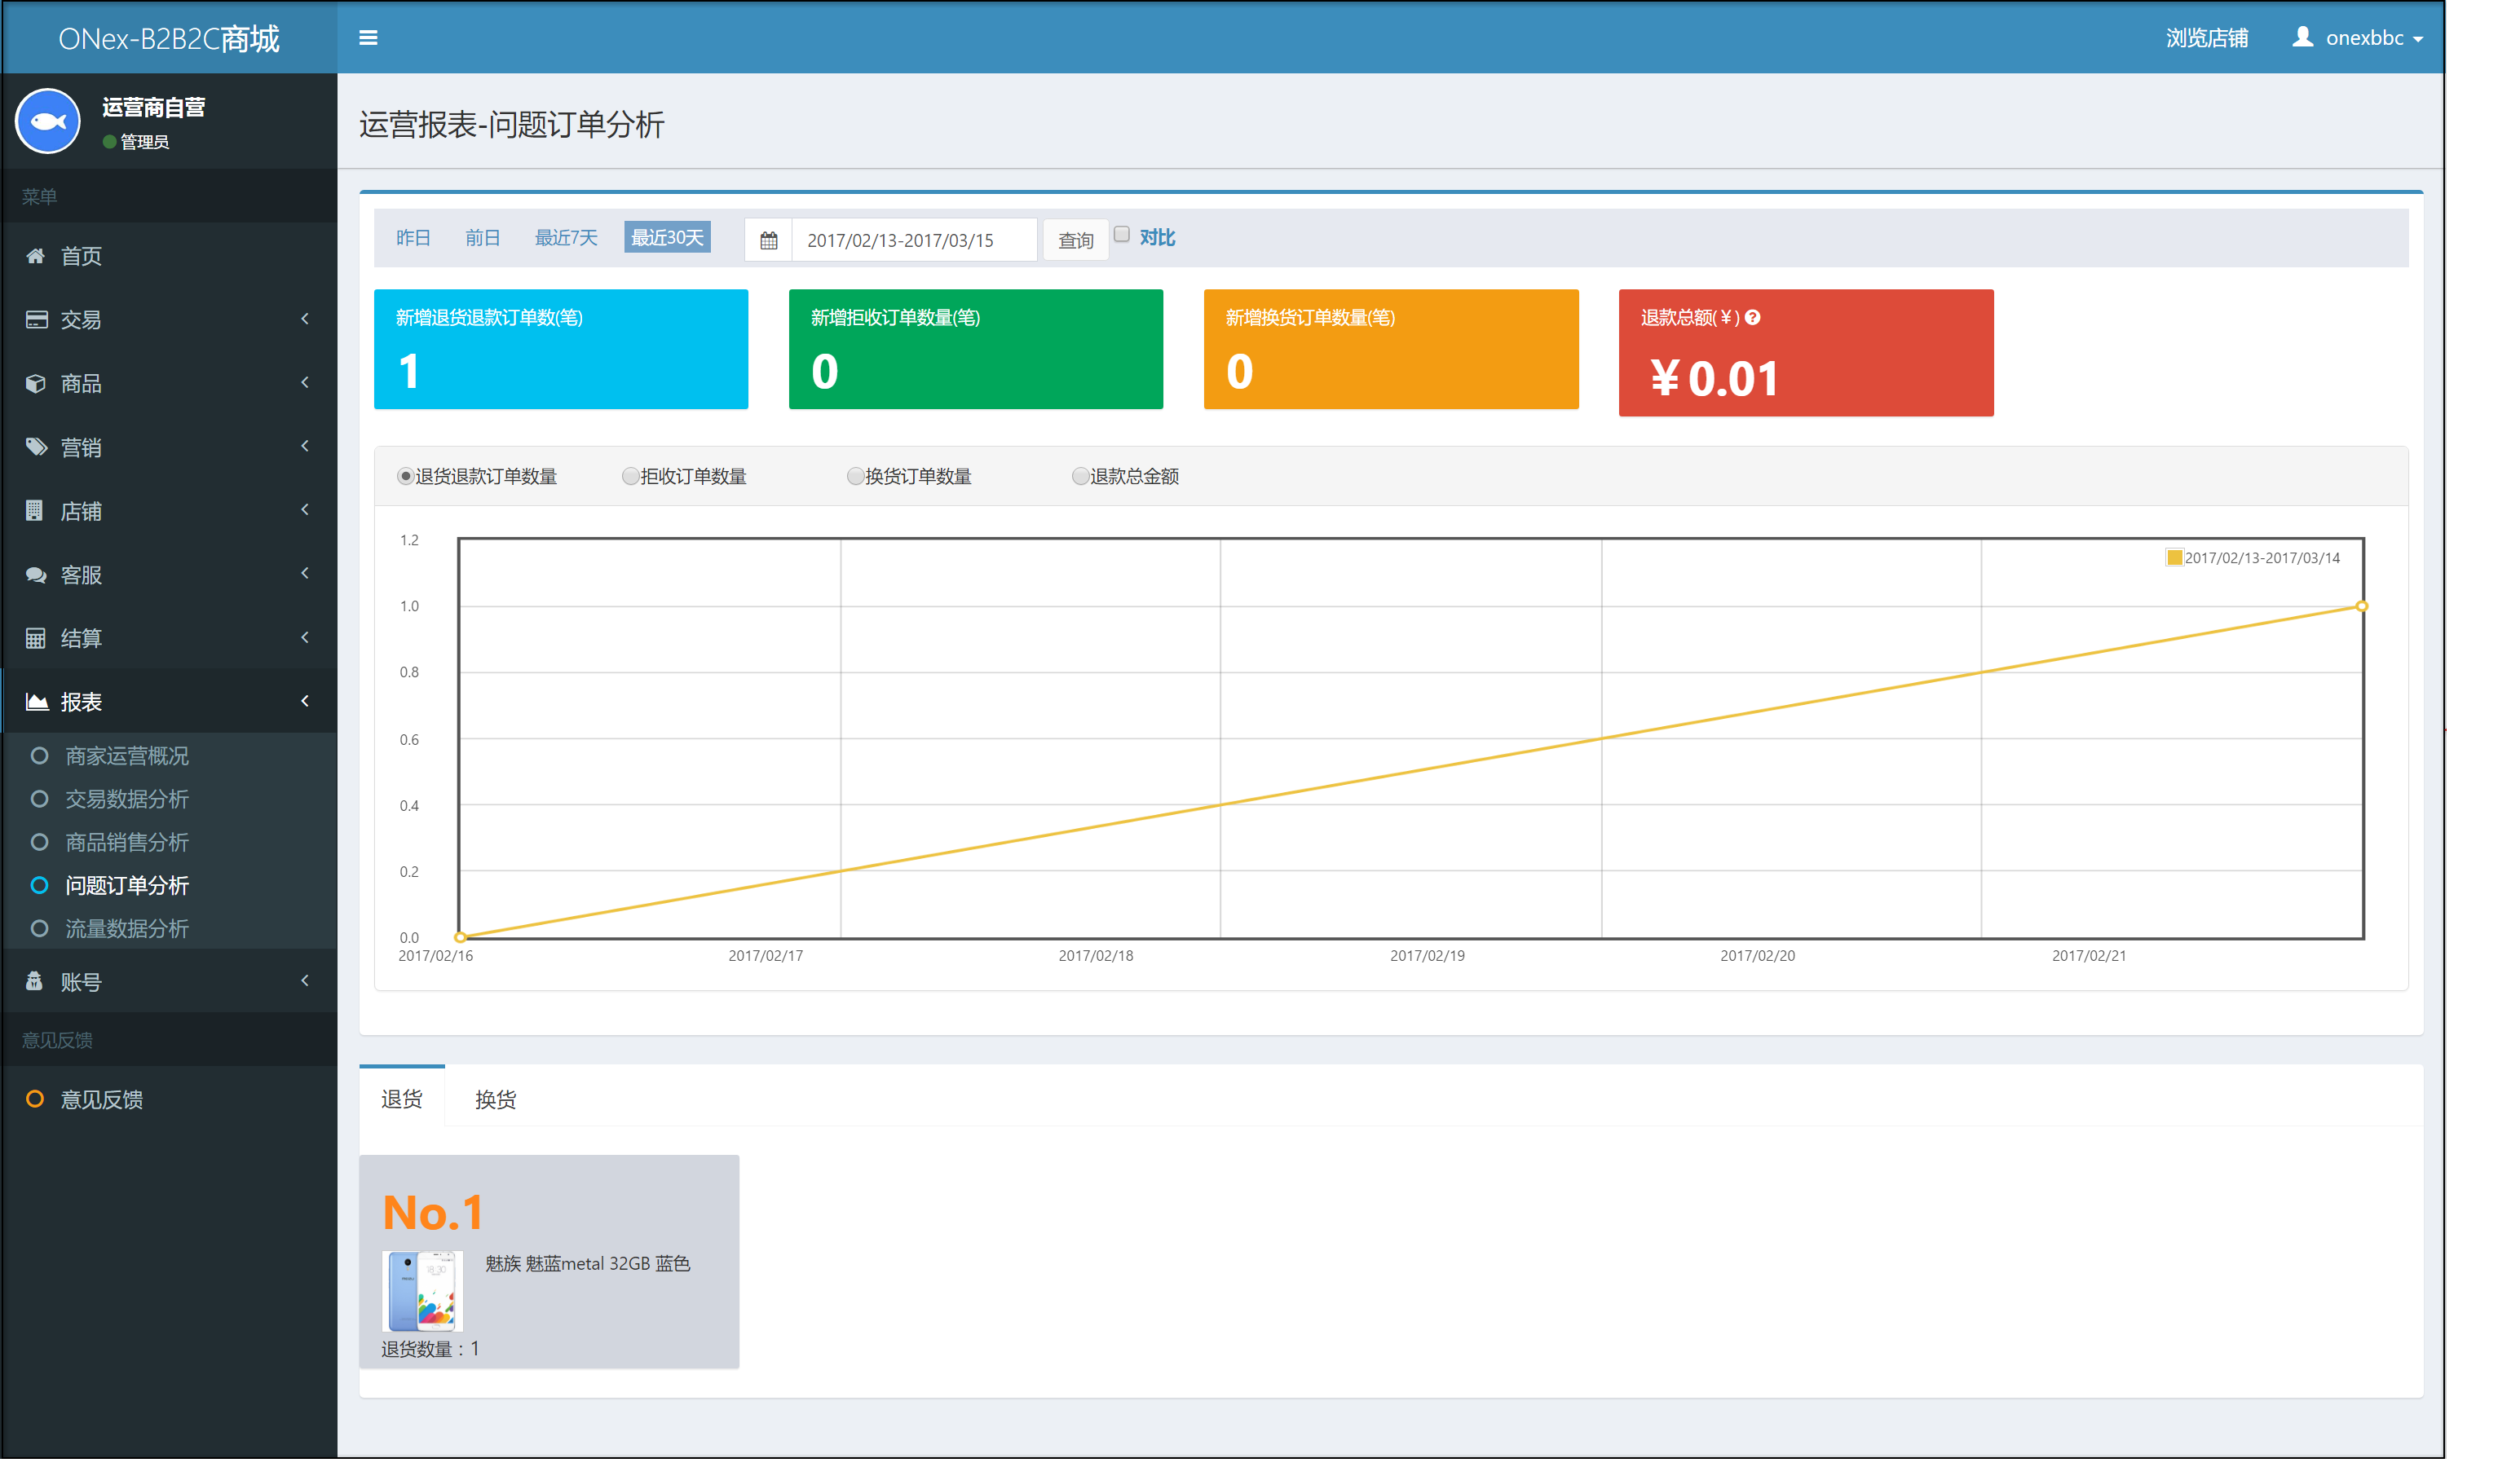 ONex-B2B2C商城
浏览店铺
onexbbc
运营商自营
管理员
菜单
首页
交易
商品
营销
店铺
客服
结算
报表
商家运营概况
交易数据分析
商品销售分析
问题订单分析
流量数据分析
账号
意见反馈
意见反馈
运营报表-问题订单分析
昨日 前日 最近7天 最近30天 2017/02/13-2017/03/15 查询 对比
新增退货退款订单数(笔)
1
新增拒收订单数量(笔)
0
新增换货订单数量(笔)
0
退款总额(¥)
¥0.01
退货退款订单数量 拒收订单数量 换货订单数量 退款总金额
2017/02/13-2017/03/14
1.2
1.0
0.8
0.6
0.4
0.2
0.0
2017/02/16 2017/02/17 2017/02/18 2017/02/19 2017/02/20 2017/02/21
退货 换货
No.1
魅族 魅蓝metal 32GB 蓝色
退货数量：1